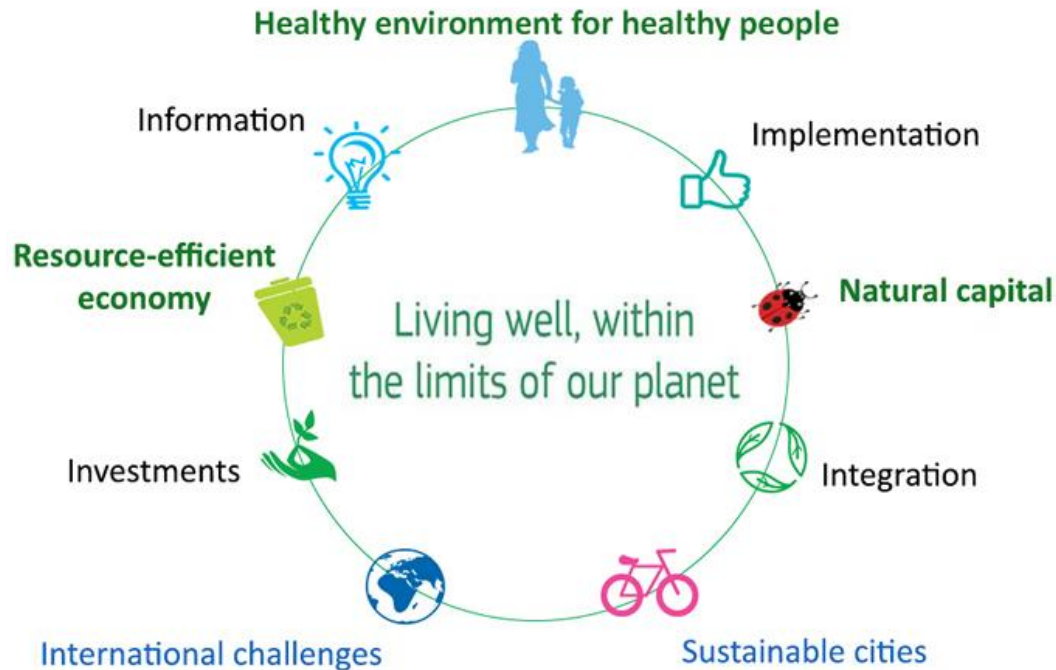 Healthy environment for healthy people
Information
Implementation
Resource-efficient
economy
Natural capital
Living well, within
the limits of our planet
Investments
Integration
International challenges
Sustainable cities